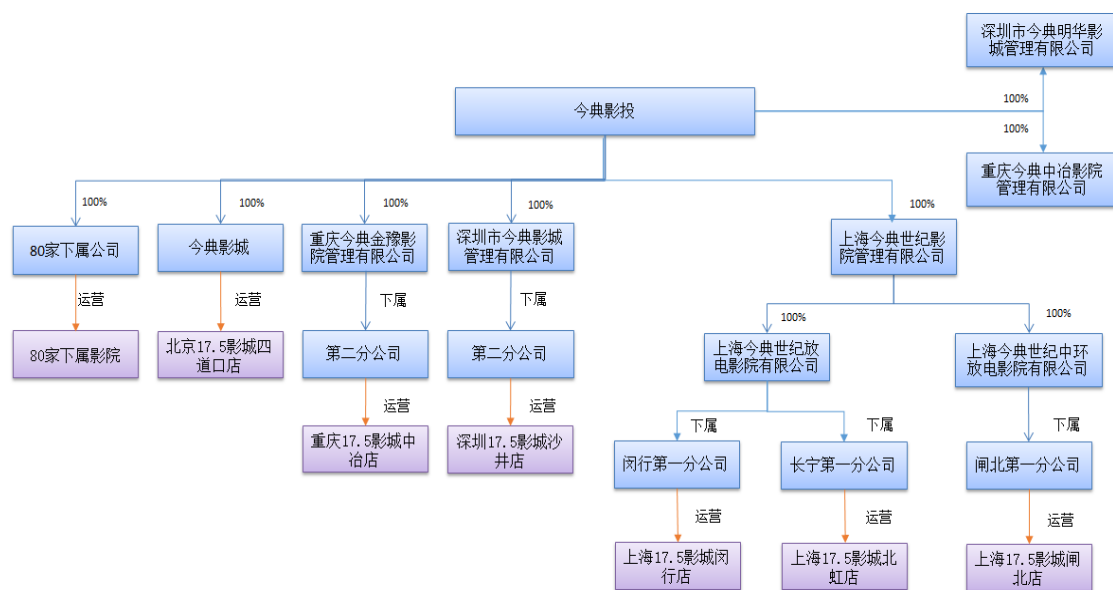 深圳市今典明华影
城管理有限公司
今典影投
100%
100%
重庆今典中冶影院
管理有限公司
100%
100%
100%
100%
100%
80家下属公司
今典影城
重庆今典金豫影
院管理有限公司
深圳市今典影城
管理有限公司
上海今典世纪影
院管理有限公司
运营
运营
下属
下属
100%
100%
80家下属影院
北京17.5影城四
道口店
第二分公司
第二分公司
上海今典世纪放
电影院有限公司
上海今典世纪中环
放电影院有限公司
运营
运营
下属
下属
下属
重庆17.5影城中
冶店
深圳17.5影城沙
井店
闵行第一分公司
长宁第一分公司
闸北第一分公司
运营
运营
运营
上海17.5影城闵
行店
上海17.5影城北
虹店
上海17.5影城闸
北店